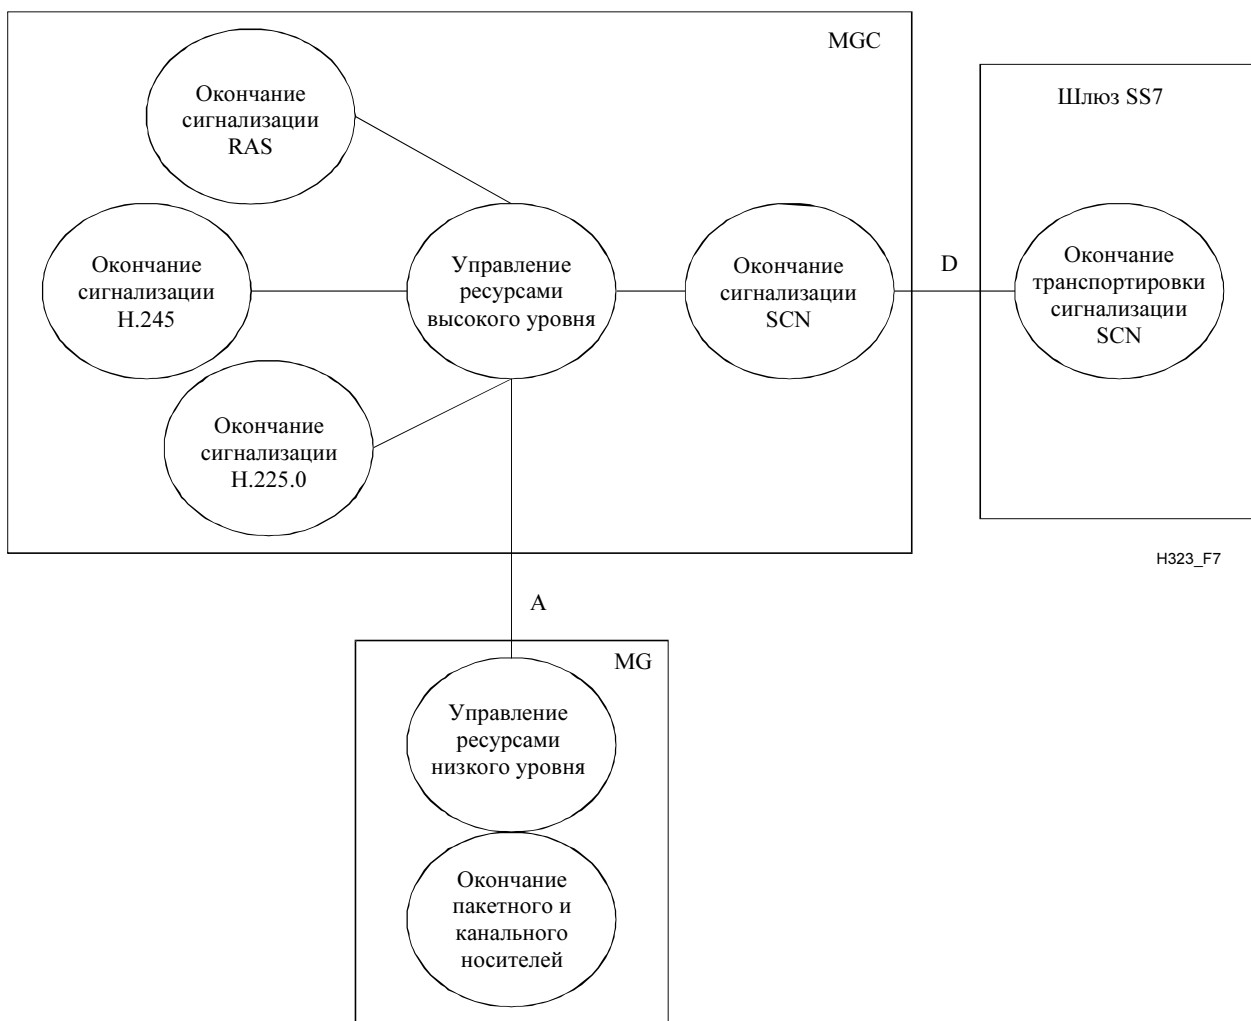 MGC
Окончание
сигнализации
RAS
Окончание
сигнализации
H.245
Окончание
сигнализации
H.225.0
Управление
ресурсами
высокого уровня
Окончание
сигнализации
SCN
D
Шлюз SS7
Окончание
транспортировки
сигнализации
SCN
H323_F7
A
MG
Управление
ресурсами
низкого уровня
Окончание
пакетного и
канального
носителей